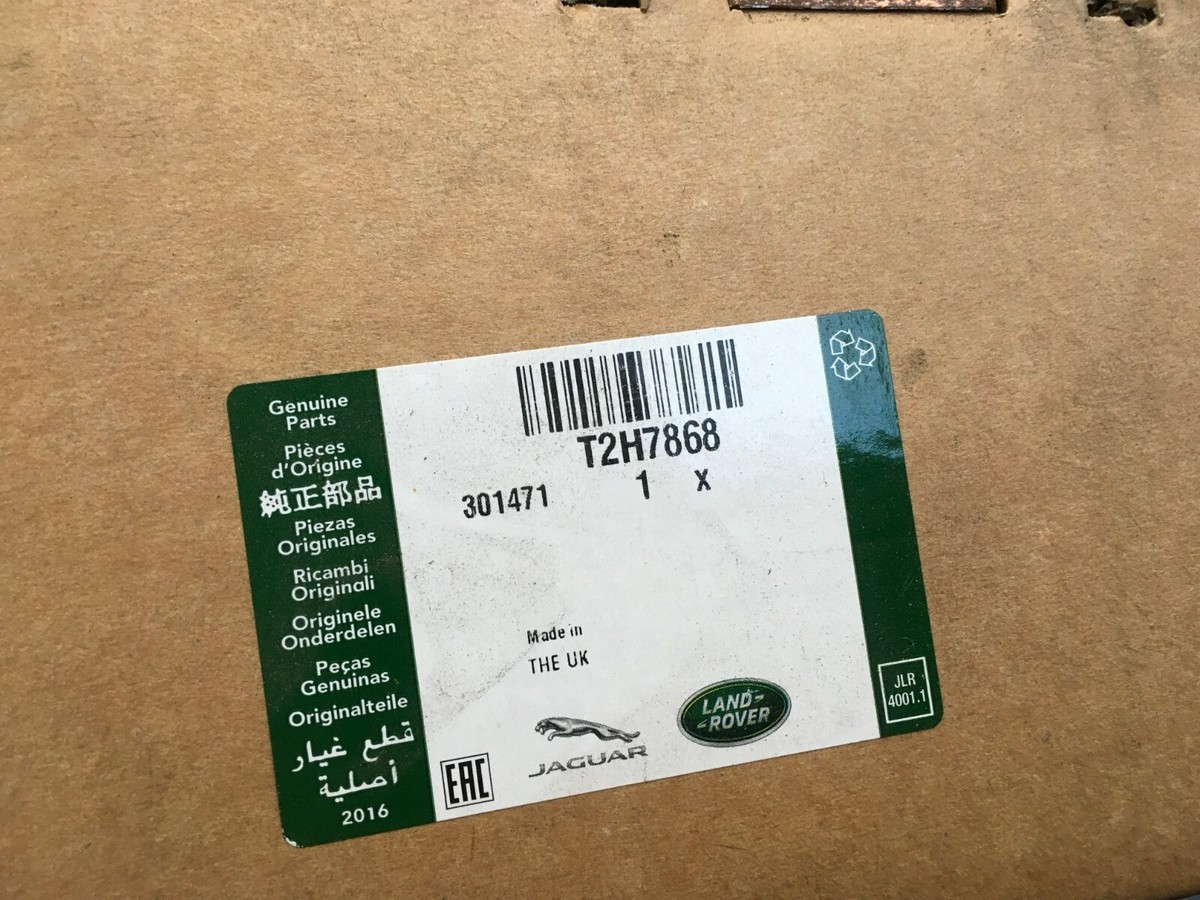 Genuine
Parts
Pièces
d'Origine
純正部品
Piezas
Originales
Ricambi
Originali
Originele
Onderdelen
Peças
Genuinas
Originalteile
قطع غيار
أصلية
2016
T2H7868
301471 1 X
Made in
THE UK
EAC
JAGUAR
LAND-
-ROVER
JLR
4001.1